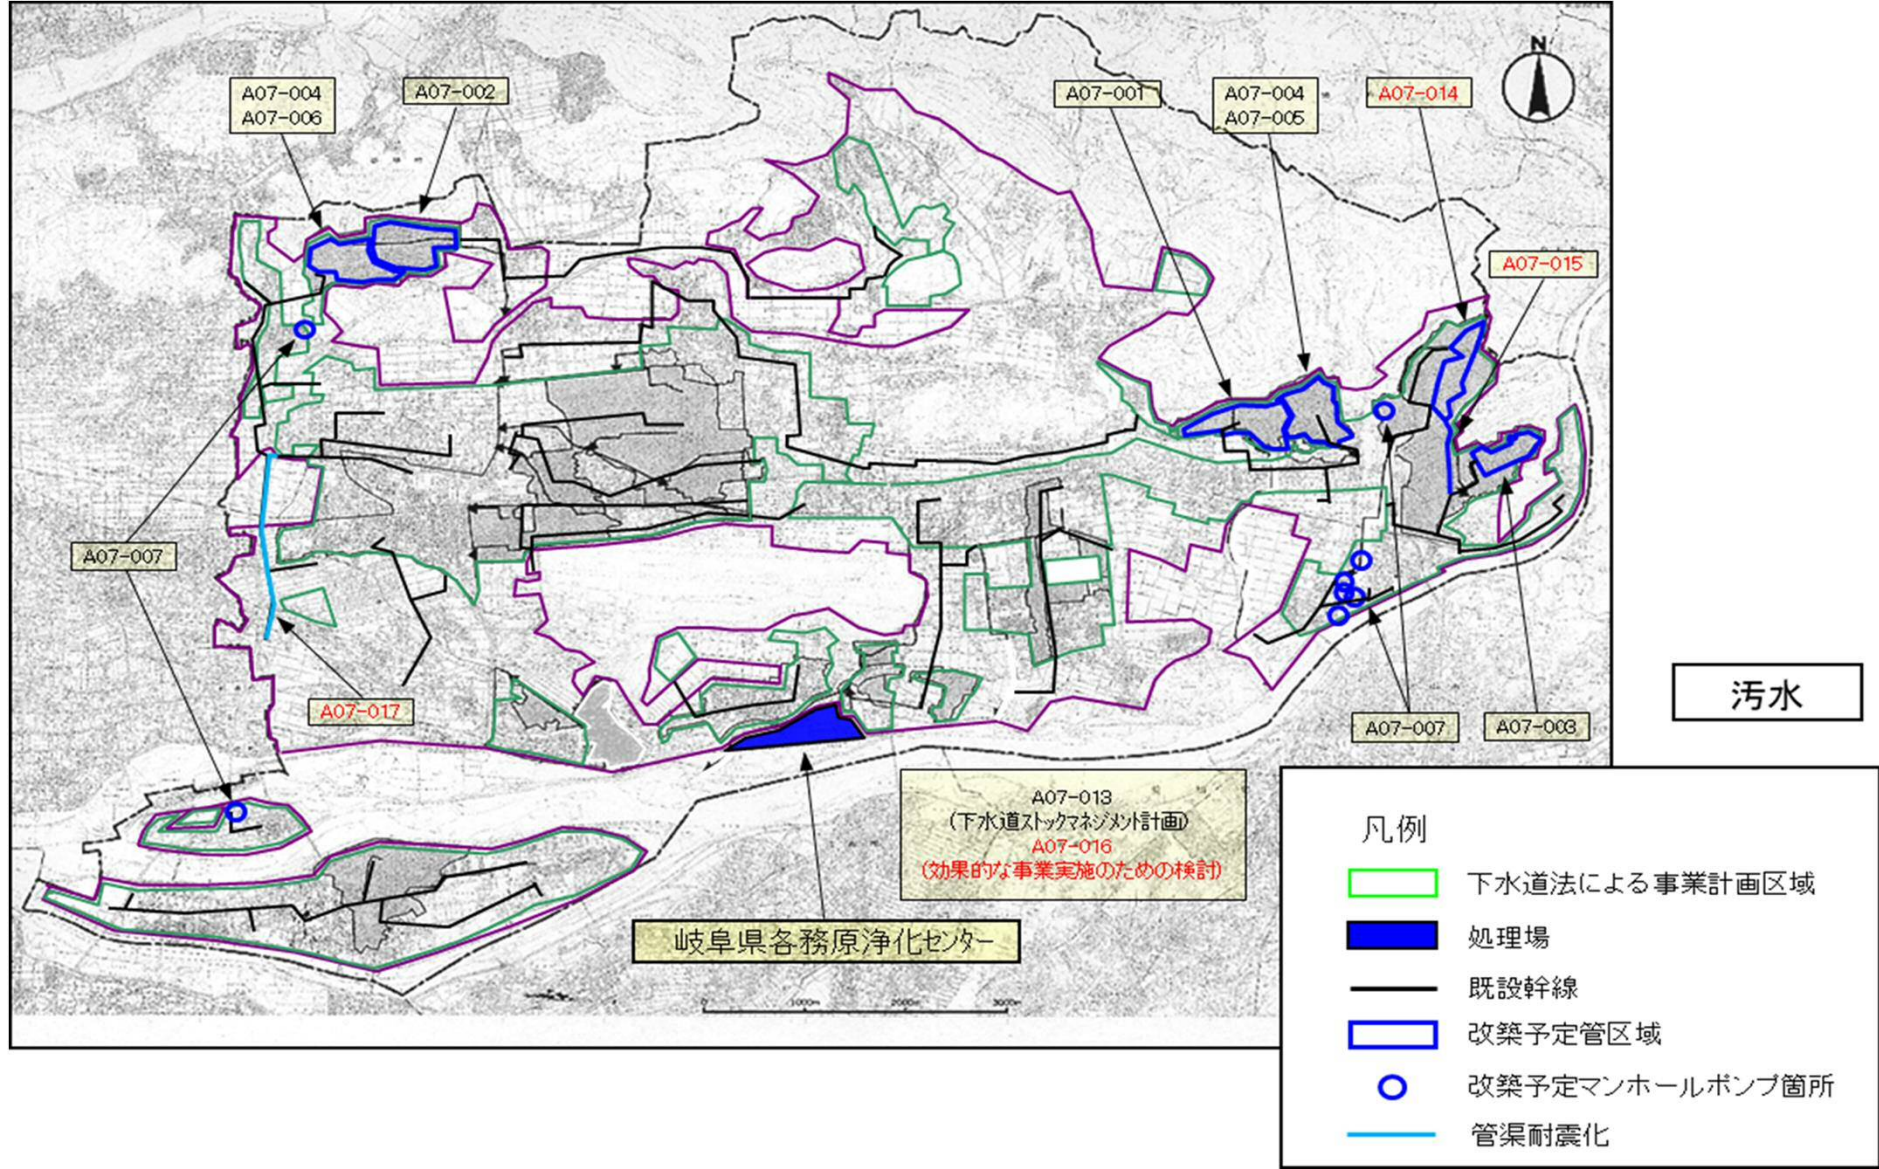 N
A07-004
A07-006
A07-002
A07-001
A07-004
A07-005
A07-014
A07-015
A07-007
A07-017
A07-007
A07-003
A07-013
(下水道ストックマネジメント計画)
A07-016
(効果的な事業実施のための検討)
岐阜県各務原浄化センター
0 1000m 2000m 3000m
汚水
凡例
下水道法による事業計画区域
処理場
既設幹線
改築予定管区域
改築予定マンホールポンプ箇所
管渠耐震化